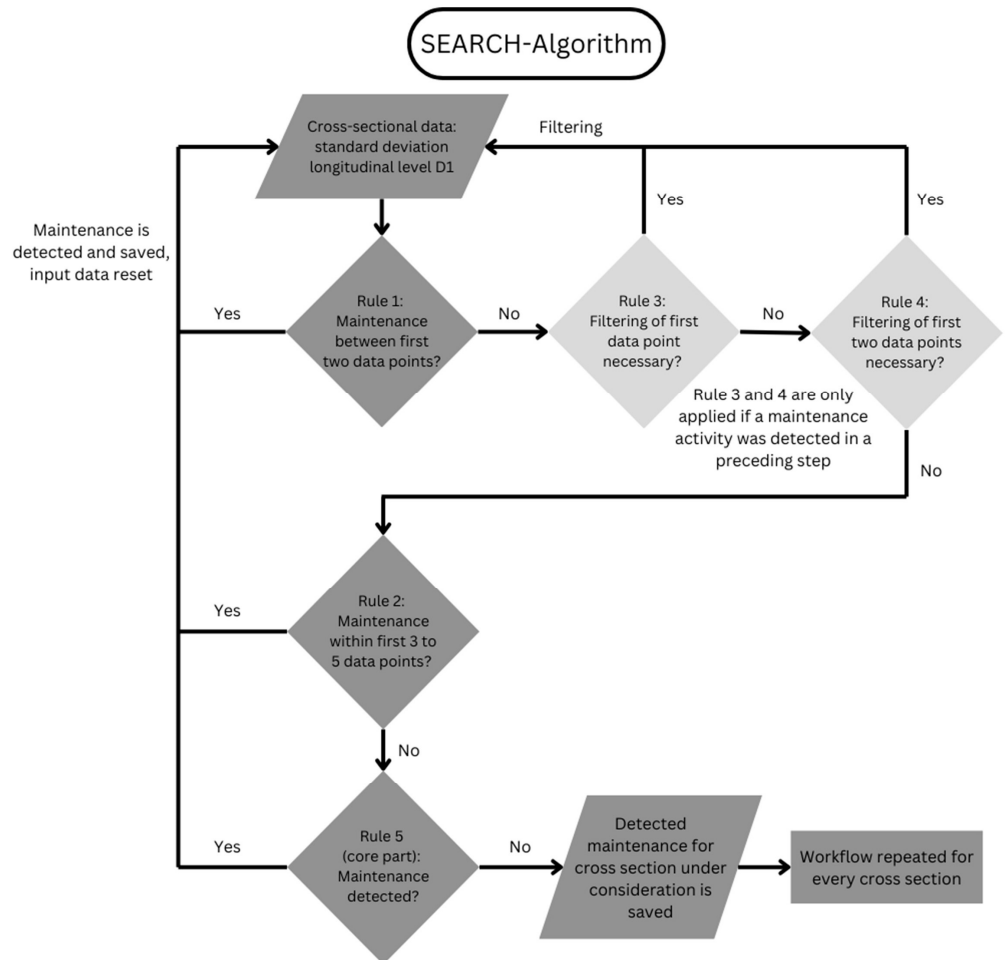 SEARCH-Algorithm
Cross-sectional data:
standard deviation
longitudinal level D1
Filtering
Yes
Yes
Maintenance is
detected and saved,
input data reset
Yes
Rule 1:
Maintenance
between first
two data points?
No
Rule 3:
Filtering of first
data point
necessary?
No
Rule 4:
Filtering of first
two data points
necessary?
Rule 3 and 4 are only
applied if a maintenance
activity was detected in a
preceding step
No
Yes
Rule 2:
Maintenance
within first 3 to
5 data points?
No
Yes
Rule 5
(core part):
Maintenance
detected?
No
Detected
maintenance for
cross section under
consideration is
saved
Workflow repeated for
every cross section